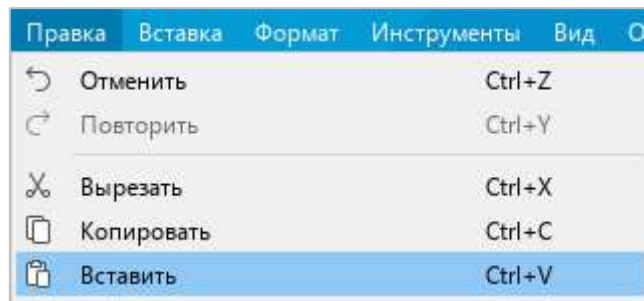 Правка Вставка Формат Инструменты Вид
Отменить Ctrl+Z
Повторить Ctrl+Y
Вырезать Ctrl+X
Копировать Ctrl+C
Вставить Ctrl+V